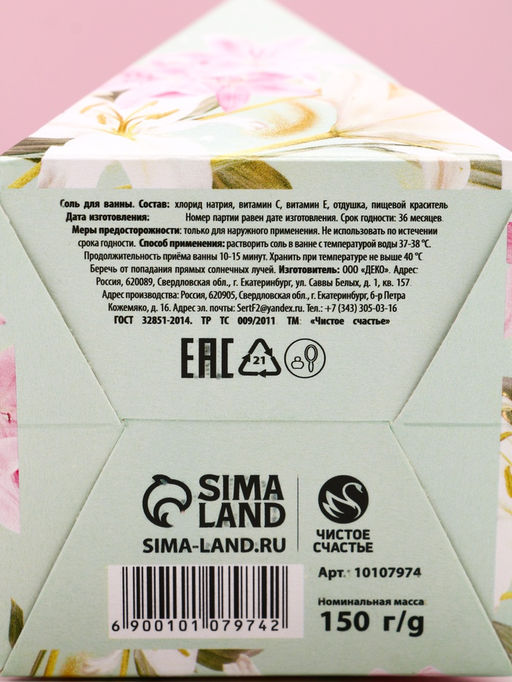 Соль для ванны. Состав: хлорид натрия, витамин С, витамин Е, отдушка, пищевой краситель
Дата изготовления: Номер партии равен дате изготовления. Срок годности: 36 месяцев
Меры предосторожности: только для наружного применения. Не использовать по истечении
срока годности. Способ применения: растворить соль в ванне с температурой воды 37-38 °С.
Продолжительность приёма ванны 10-15 минут. Хранить при температуре не выше 40 °С
Беречь от попадания прямых солнечных лучей. Изготовитель: ООО «ДЕКО». Адрес:
Россия, 620089, Свердловская обл., г. Екатеринбург, ул. Саввы Белых, д. 1, кв. 157
Адрес производства: Россия, 620905, Свердловская обл., г. Екатеринбург, б-р Петра
Кожемяко, д. 16. Адрес эл. почты: SertF2@yandex.ru Тел.: +7 (343) 305-03-16
ГОСТ 32851-2014. ТР ТС 009/2011 ТМ: «Чистое счастье»
EAC 21
SIMA
LAND
SIMA-LAND.RU
ЧИСТОЕ
СЧАСТЬЕ
Арт.: 10107974
Номинальная масса
150 г/g
6 900101 079742